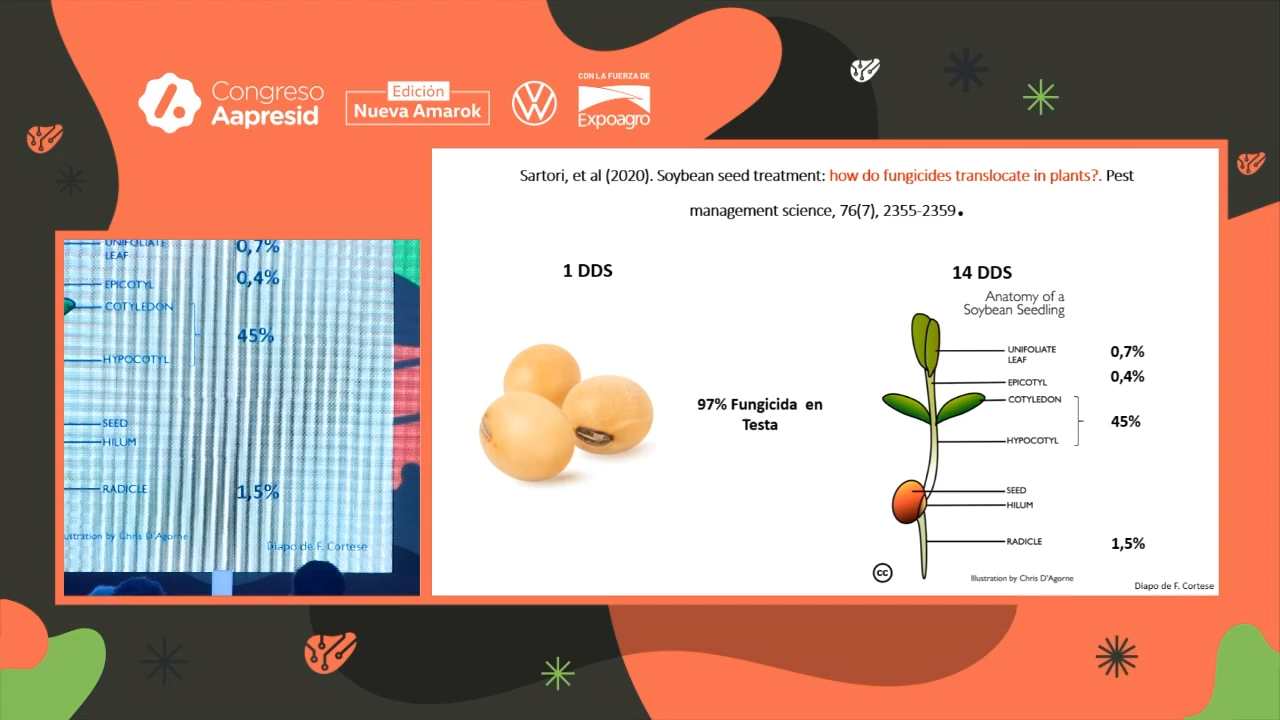 Congreso
Aapresid
Edición
Nueva Amarok
CON LA FUERZA DE
Expoagro
Sartori, et al (2020). Soybean seed treatment: how do fungicides translocate in plants?. Pest
management science, 76(7), 2355-2359.
1 DDS
97% Fungicida en
Testa
14 DDS
Anatomy of a
Soybean Seedling
UNIFOLIATE
LEAF
0,7%
EPICOTYL
0,4%
COTYLEDON
45%
HYPOCOTYL
SEED
HILUM
RADICLE
1,5%
cc
Illustration by Chris D'Agorne
Diapo de F. Cortese
UNIFOLIATE
LEAF
0,7%
EPICOTYL
0,4%
COTYLEDON
45%
HYPOCOTYL
SEED
HILUM
RADICLE
1,5%
ustration by Chris D'Agorne
Diapo de F. Cortese